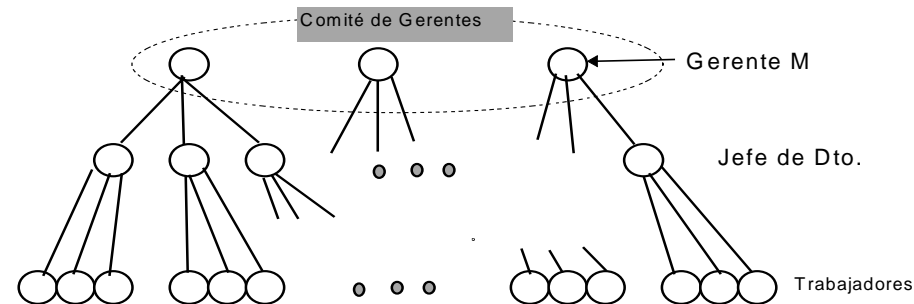 Comité de Gerentes
Gerente M
Jefe de Dto.
Trabajadores